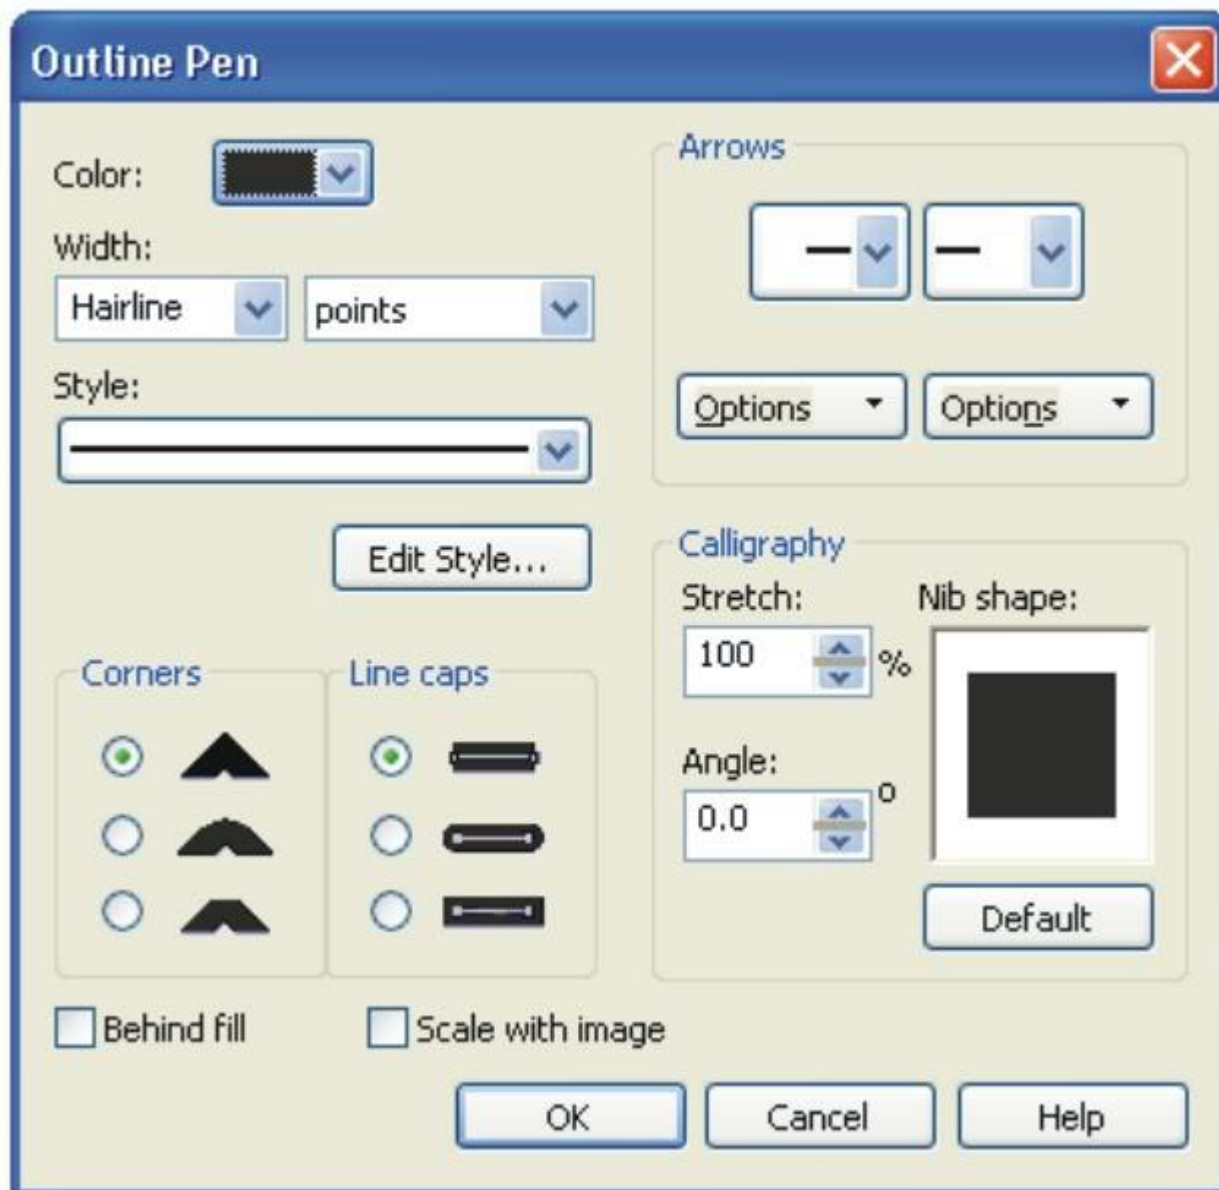 Outline Pen
Color:
Width:
Hairline
points
Style:
Edit Style...
Corners
Line caps
Behind fill
Scale with image
Arrows
Options
Options
Calligraphy
Stretch:
Nib shape:
100
%
Angle:
0.0
o
Default
OK
Cancel
Help